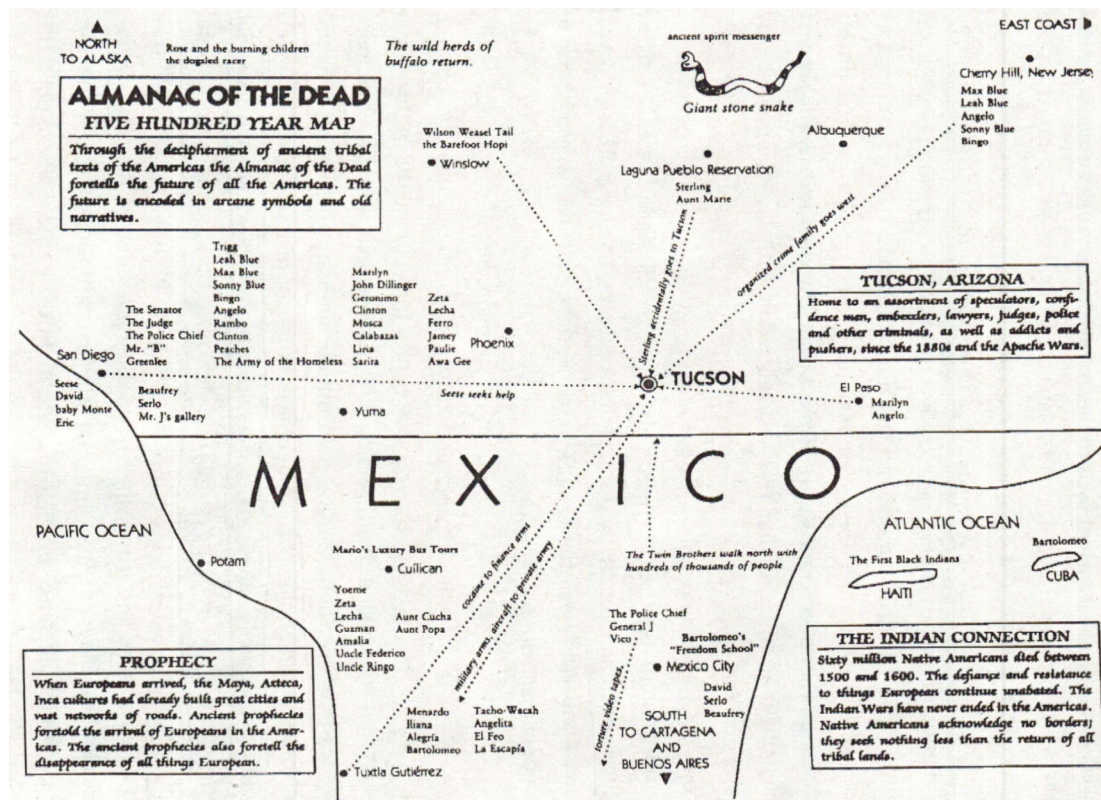 NORTH
TO ALASKA
Rose and the burning children
the dogsled racer
The wild herds of
buffalo return.
ancient spirit messenger
Giant stone snake
EAST COAST
Cherry Hill, New Jersey
Max Blue
Leah Blue
Angelo
Sonny Blue
Bingo
ALMANAC OF THE DEAD
FIVE HUNDRED YEAR MAP
Through the decipherment of ancient tribal
texts of the Americas the Almanac of the Dead
foretells the future of all the Americas. The
future is encoded in arcane symbols and old
narratives.
Wilson Weasel Tail
the Barefoot Hopi
Winslow
Albuquerque
Laguna Pueblo Reservation
Sterling
Aunt Marie
Sterling accidentally goes to Tucson
organized crime family goes west
TUCSON, ARIZONA
Home to an assortment of speculators, confi-
dence men, embezzlers, lawyers, judges, police
and other criminals, as well as addicts and
pushers, since the 1880s and the Apache Wars.
The Senator
The Judge
The Police Chief
Mr. "B"
Greenlee
Trigg
Leah Blue
Max Blue
Sonny Blue
Bingo
Angelo
Rambo
Clinton
Peaches
The Army of the Homeless
Marilyn
John Dillinger
Geronimo
Clinton
Mosca
Calabazas
Liria
Sarita
Zeta
Lecha
Ferro
Jamey
Paulie
Awa Gee
Phoenix
San Diego
Seese
David
baby Monte
Eric
Beaufrey
Serlo
Mr. J's gallery
Seese seeks help
Yuma
TUCSON
El Paso
Marilyn
Angelo
MEXICO
PACIFIC OCEAN
Potam
Mario's Luxury Bus Tours
Cuílican
Yoeme
Zeta
Lecha
Guzman
Amalia
Uncle Federico
Uncle Ringo
Aunt Cucha
Aunt Popa
cocaine to finance arms
military arms, aircraft to private army
The Twin Brothers walk north with
hundreds of thousands of people
ATLANTIC OCEAN
The First Black Indians
HAITI
Bartolomeo
CUBA
The Police Chief
General J
Vico
Bartolomeo's
"Freedom School"
Mexico City
David
Serlo
Beaufrey
torture video tapes.
SOUTH
TO CARTAGENA
AND
BUENOS AIRES
PROPHECY
When Europeans arrived, the Maya, Azteca,
Inca cultures had already built great cities and
vast networks of roads. Ancient prophecies
foretold the arrival of Europeans in the Amer-
icas. The ancient prophecies also foretell the
disappearance of all things European.
Menardo
Iliana
Alegría
Bartolomeo
Tacho-Wacah
Angelita
El Feo
La Escapía
Tuxtla Gutiérrez
THE INDIAN CONNECTION
Sixty million Native Americans died between
1500 and 1600. The defiance and resistance
to things European continue unabated. The
Indian Wars have never ended in the Americas.
Native Americans acknowledge no borders;
they seek nothing less than the return of all
tribal lands.